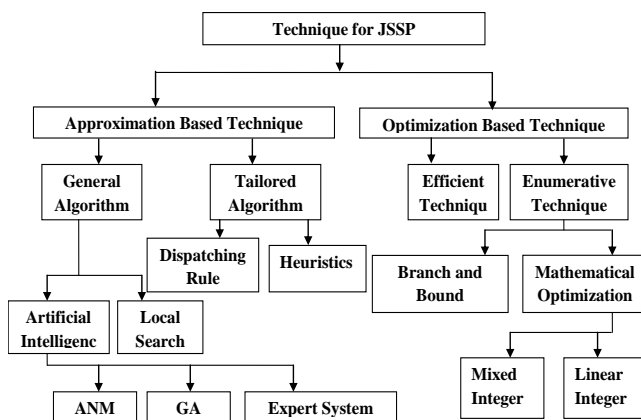 Technique for JSSP
Approximation Based Technique
Optimization Based Technique
General
Algorithm
Tailored
Algorithm
Efficient
Techniqu
Enumerative
Technique
Dispatching
Rule
Heuristics
Branch and
Bound
Mathematical
Optimization
Artificial
Intelligenc
Local
Search
Mixed
Integer
Linear
Integer
ANM
GA
Expert System